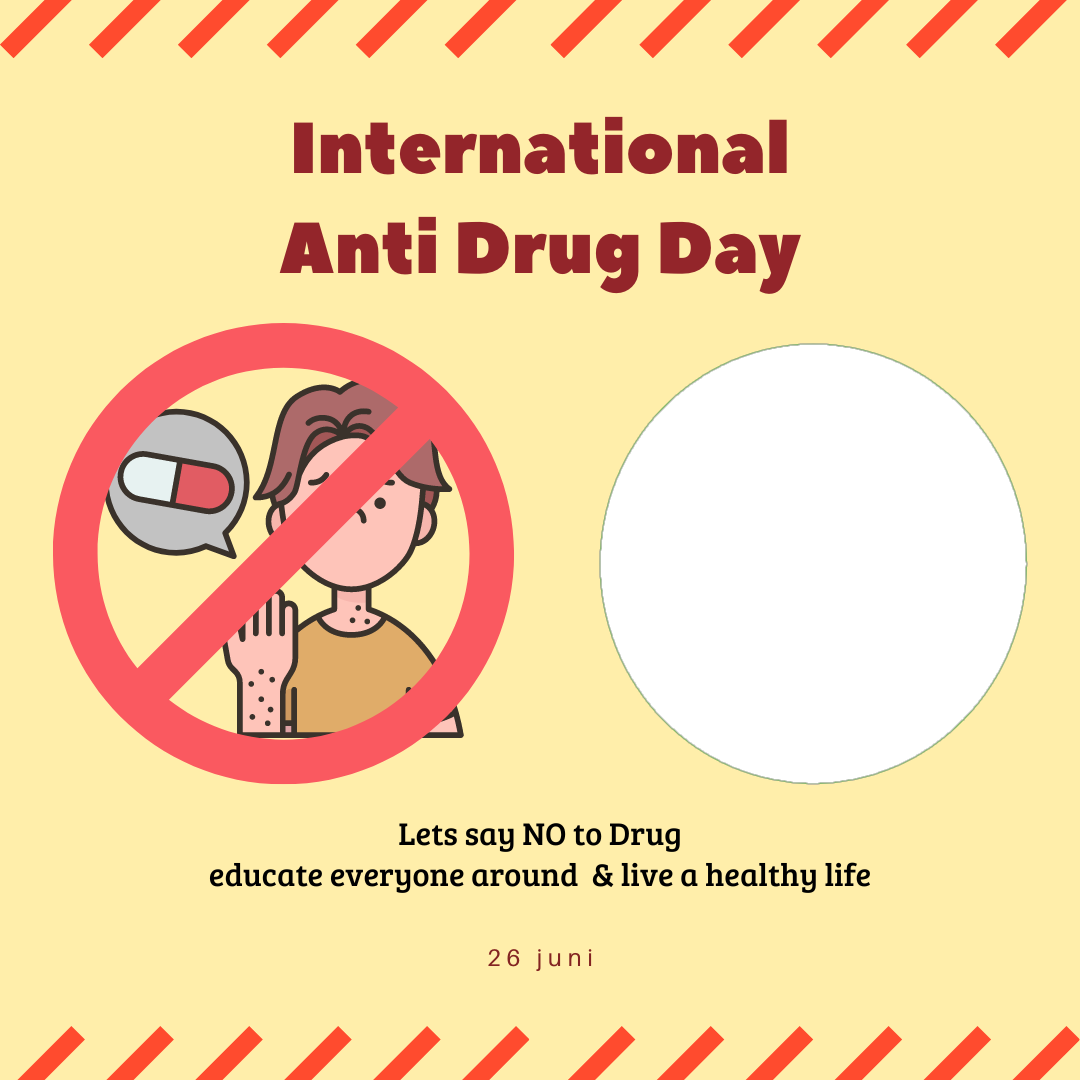 International
Anti Drug Day
Lets say NO to Drug
educate everyone around & live a healthy life
26 juni